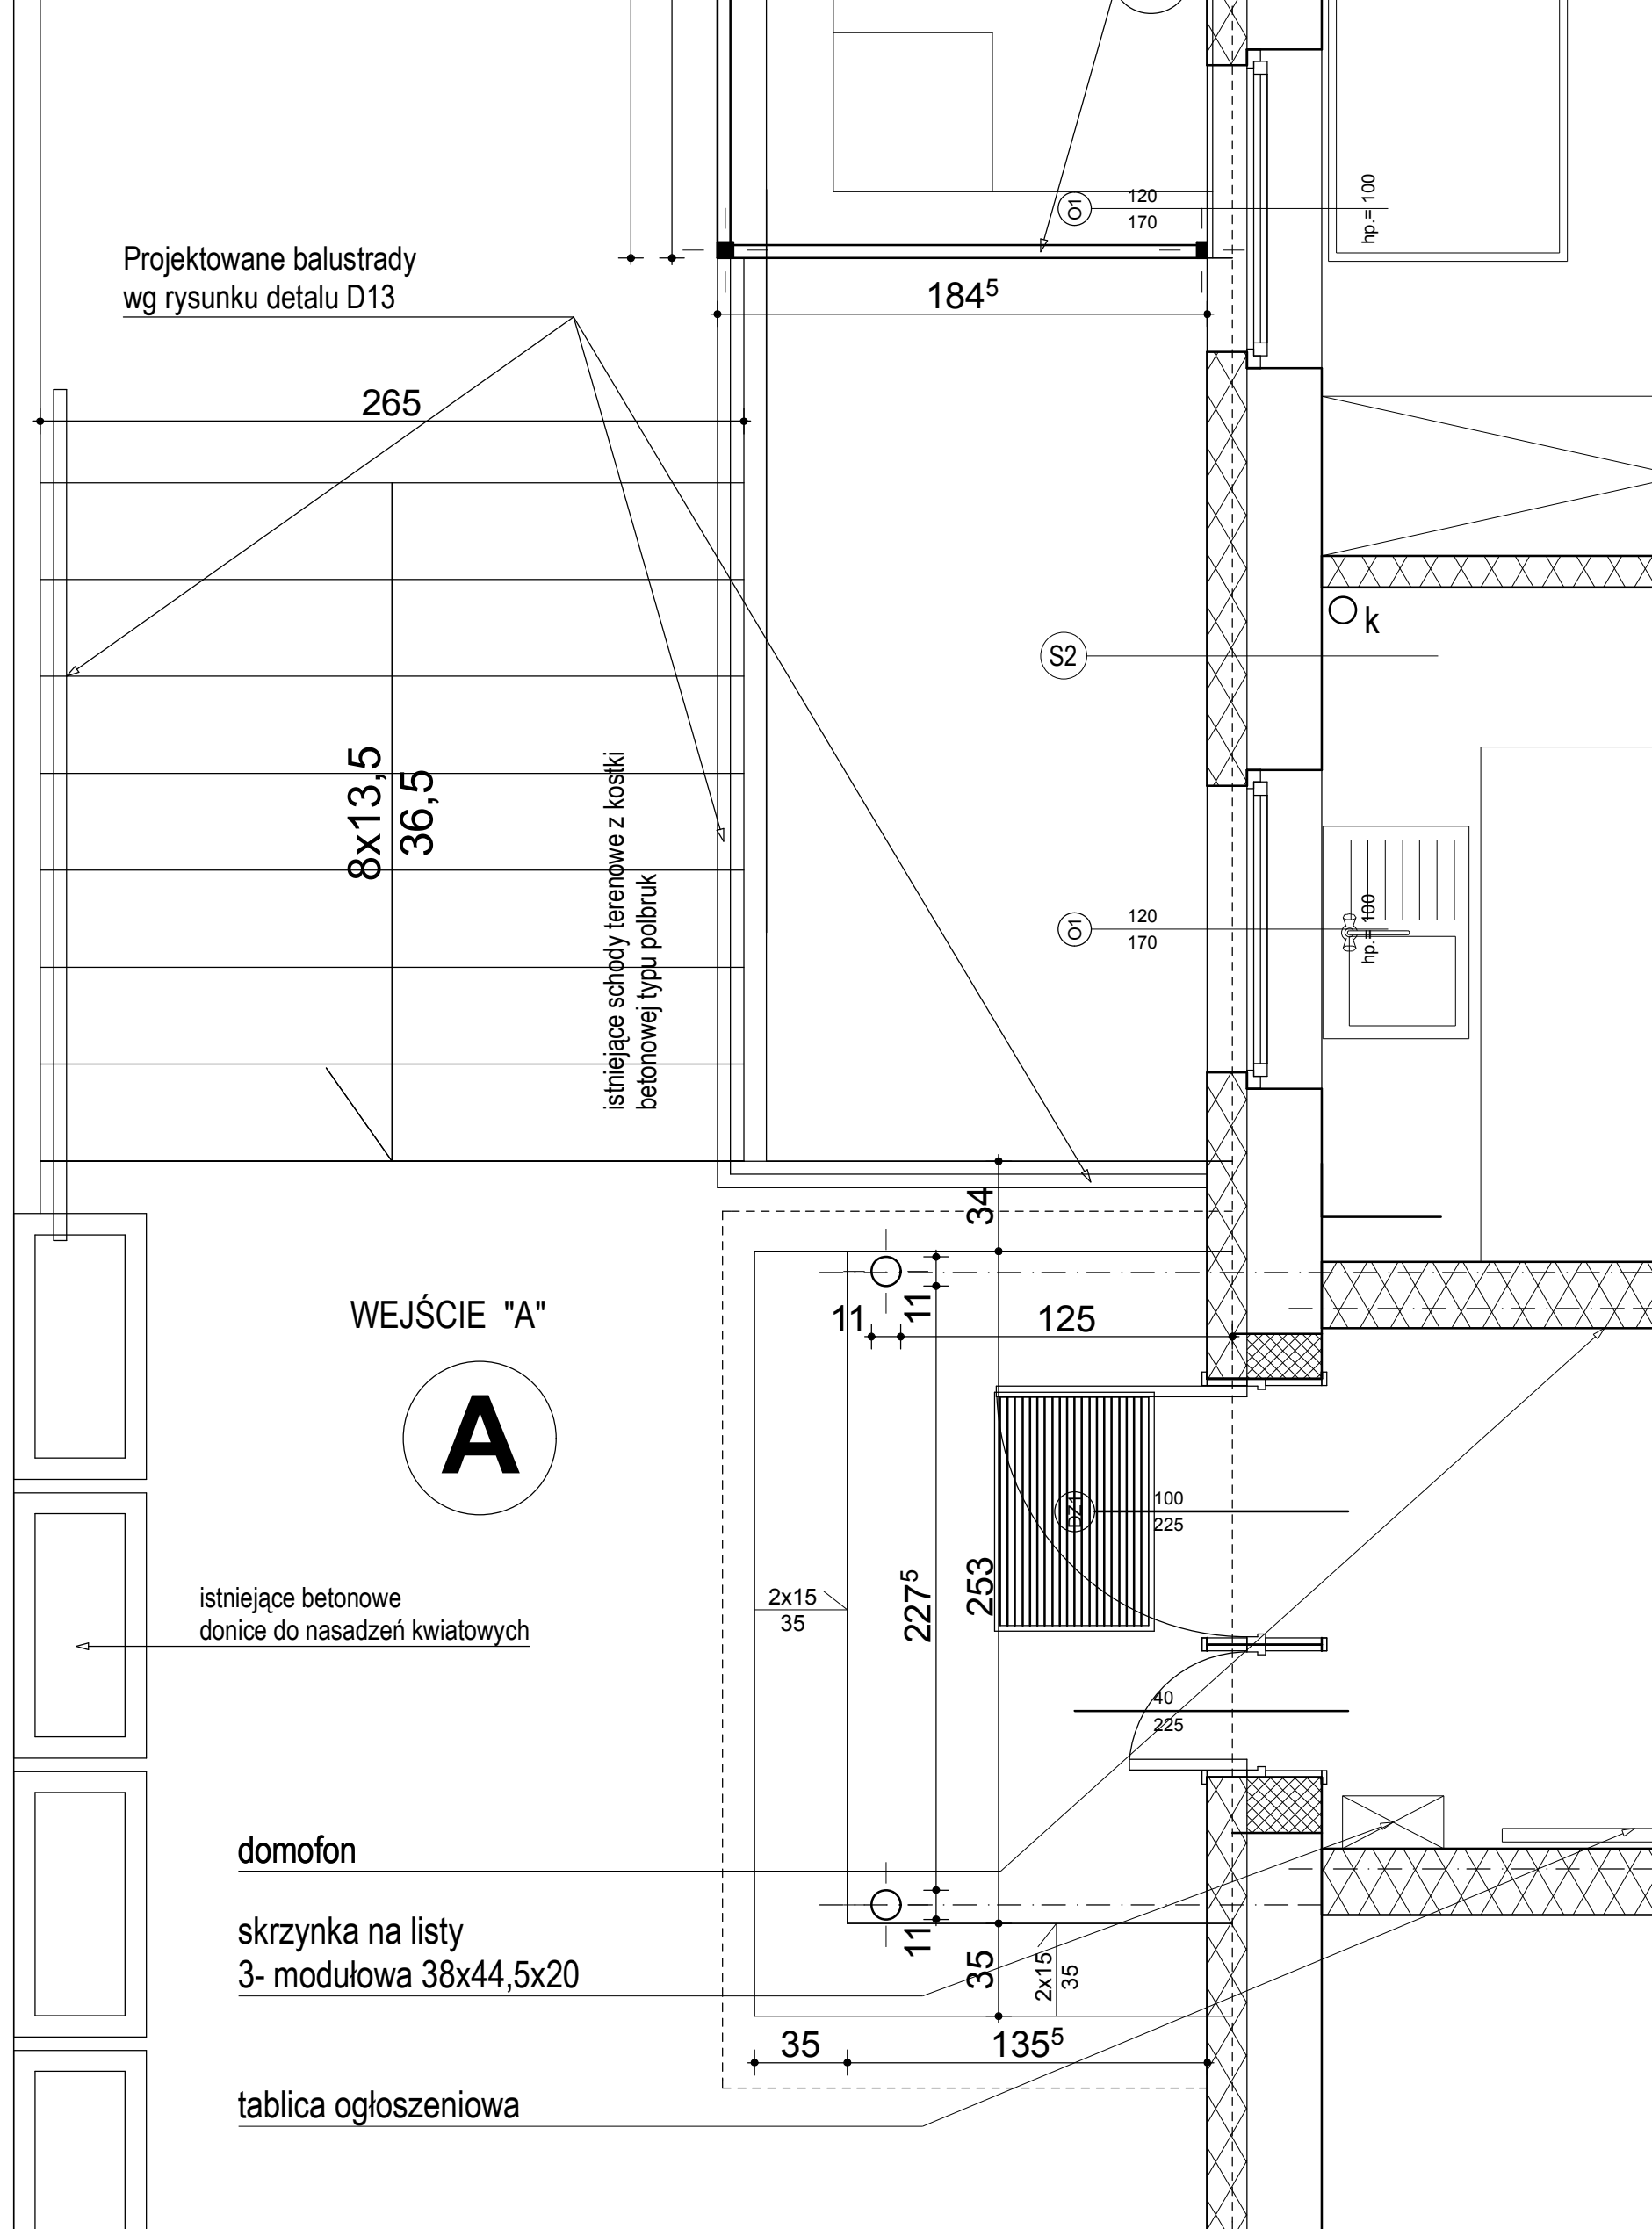 120
170
hp.= 100
O1
Projektowane balustrady
wg rysunku detalu D13
184⁵
265
k
S2
8x13,5
36,5
istniejące schody terenowe z kostki
betonowej typu polbruk
O1
120
170
hp.= 100
34
WEJŚCIE "A"
11
11
125
A
DZ1
100
225
2x15
35
227⁵
253
istniejące betonowe
donice do nasadzeń kwiatowych
40
225
domofon
skrzynka na listy
3- modułowa 38x44,5x20
11
35
2x15
35
35
135⁵
tablica ogłoszeniowa